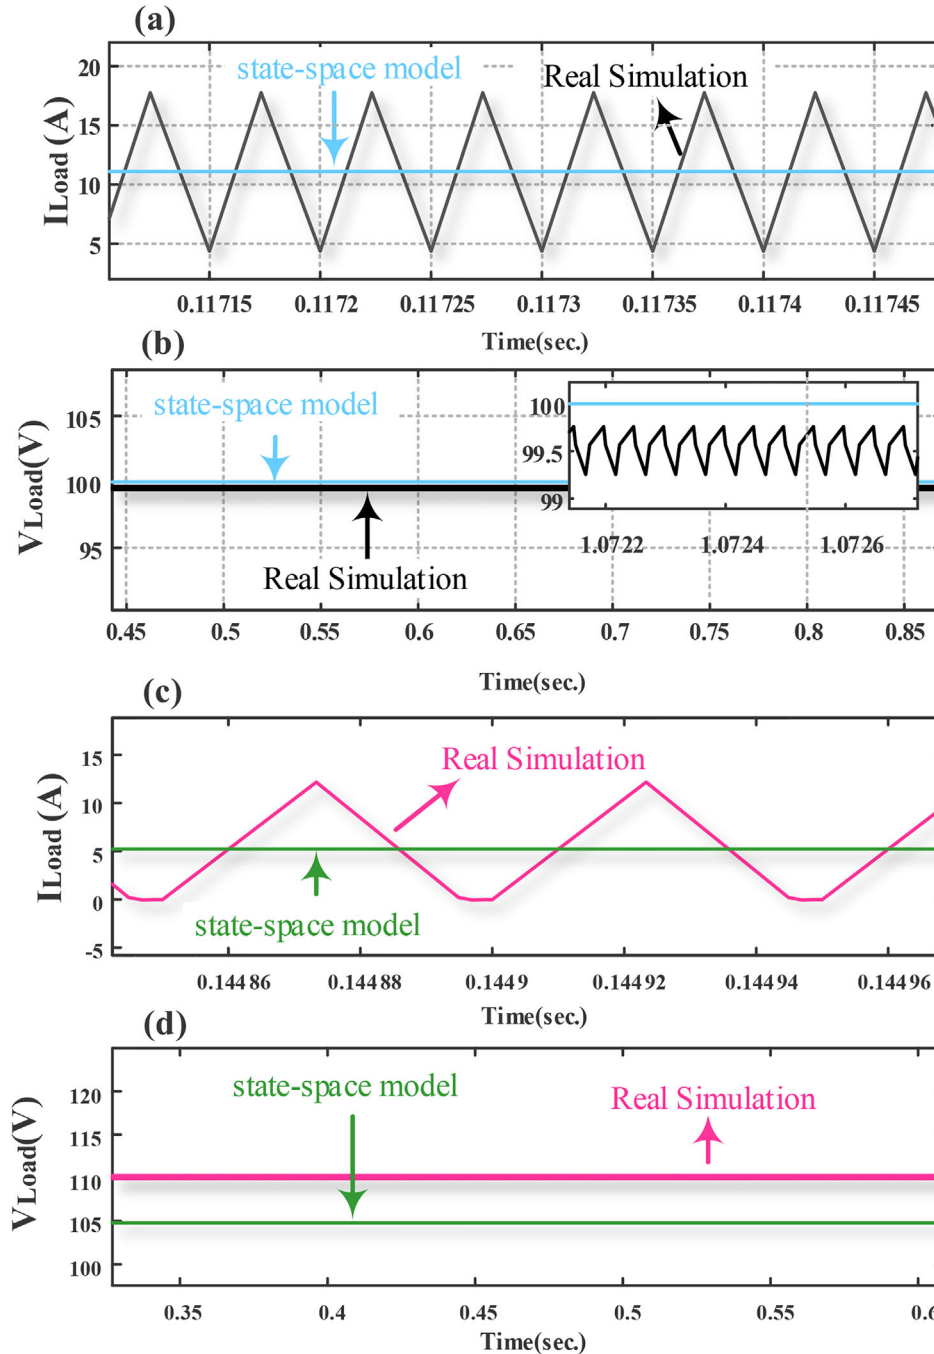 (a)
state-space model
Real Simulation
20
15
10
5
ILoad (A)
0.11715 0.1172 0.11725 0.1173 0.11735 0.1174 0.11745
Time(sec.)
(b)
state-space model
105
100
95
VLoad(V)
100
99.5
99
1.0722 1.0724 1.0726
Real Simulation
0.45 0.5 0.55 0.6 0.65 0.7 0.75 0.8 0.85
Time(sec.)
(c)
Real Simulation
15
10
5
0
-5
ILoad (A)
state-space model
0.14486 0.14488 0.1449 0.14492 0.14494 0.14496
Time(sec.)
(d)
state-space model
Real Simulation
120
115
110
105
100
VLoad(V)
0.35 0.4 0.45 0.5 0.55
Time(sec.)